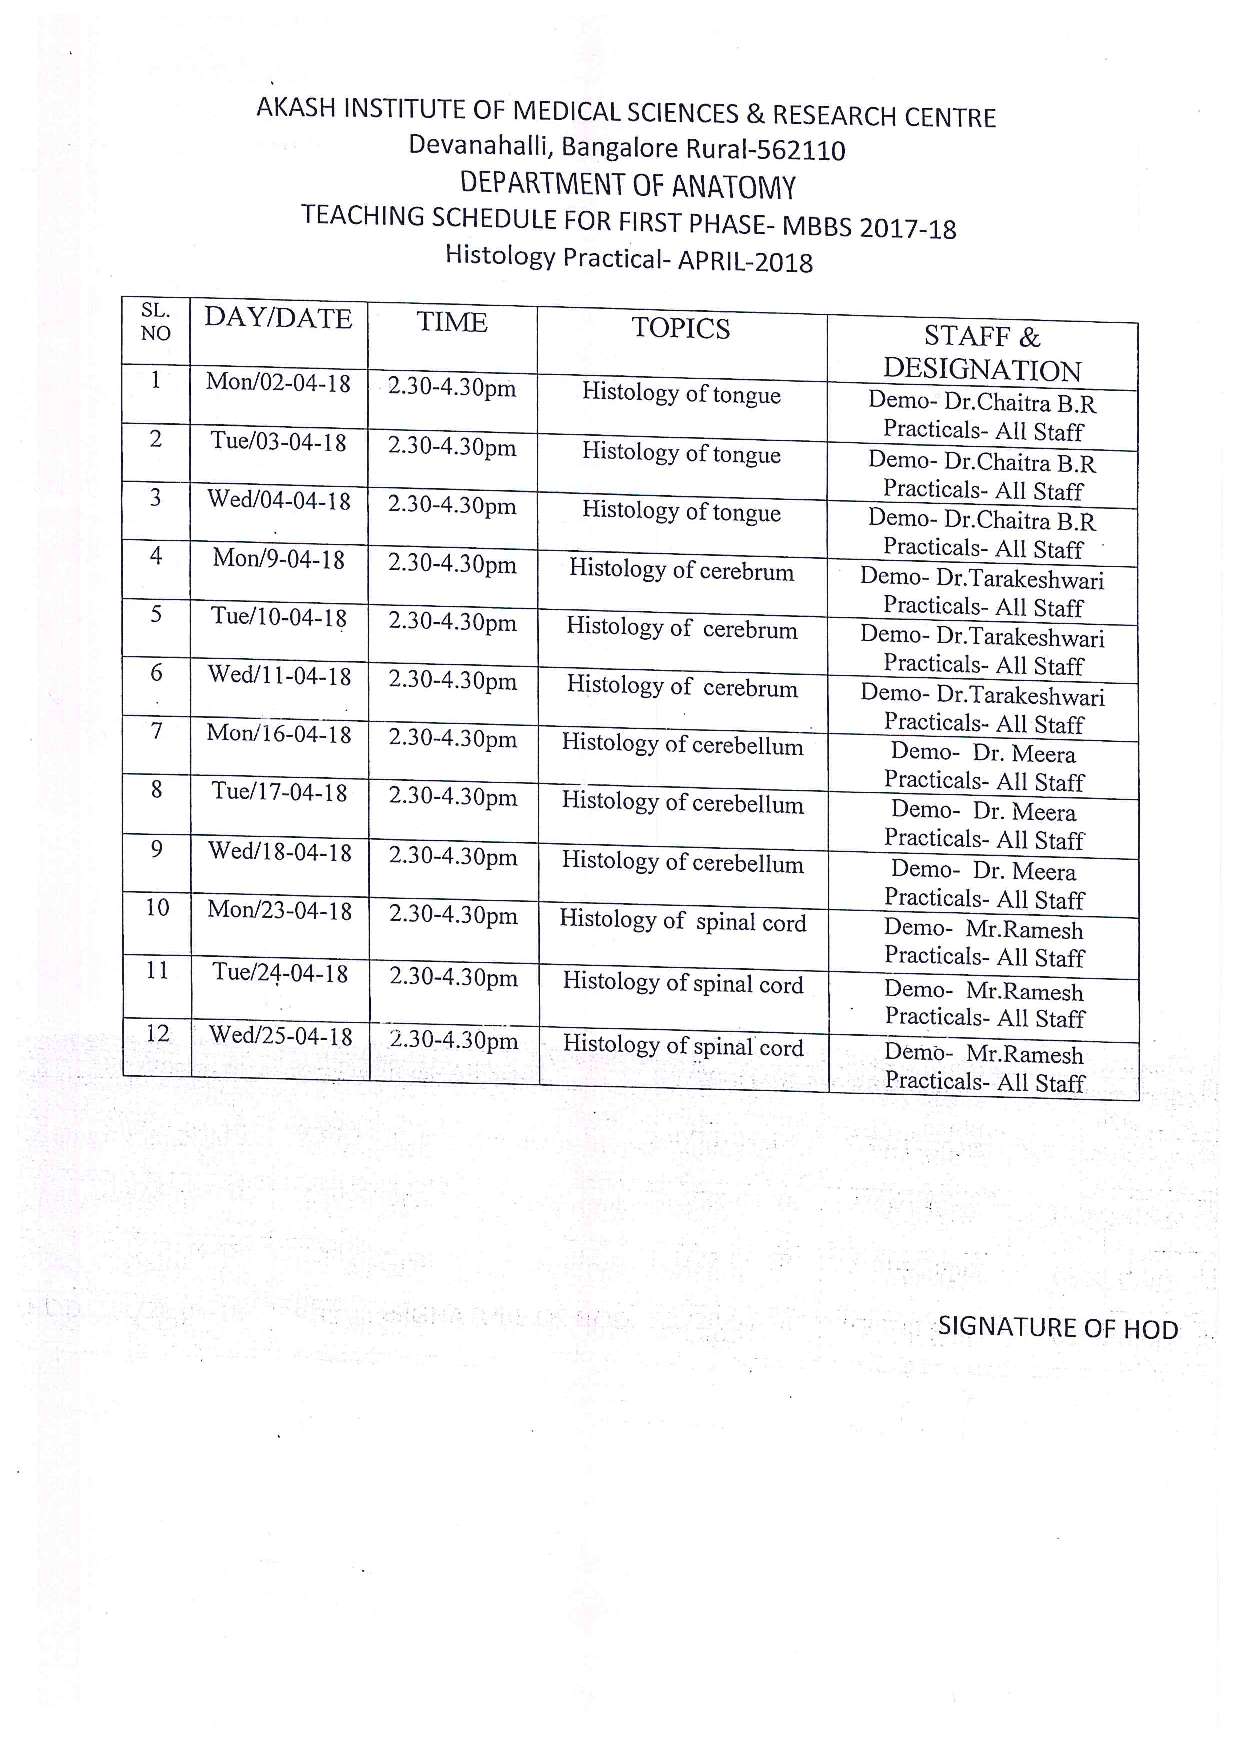 AKASH INSTITUTE OF MEDICAL SCIENCES & RESEARCH CENTRE
Devanahalli, Bangalore Rural-562110
DEPARTMENT OF ANATOMY
TEACHING SCHEDULE FOR FIRST PHASE- MBBS 2017-18
Histology Practical- APRIL-2018
SL. NO DAY/DATE TIME TOPICS STAFF & DESIGNATION
1 Mon/02-04-18 2.30-4.30pm Histology of tongue Demo- Dr.Chaitra B.R
Practicals- All Staff
2 Tue/03-04-18 2.30-4.30pm Histology of tongue Demo- Dr.Chaitra B.R
Practicals- All Staff
3 Wed/04-04-18 2.30-4.30pm Histology of tongue Demo- Dr.Chaitra B.R
Practicals- All Staff
4 Mon/9-04-18 2.30-4.30pm Histology of cerebrum Demo- Dr.Tarakeshwari
Practicals- All Staff
5 Tue/10-04-18 2.30-4.30pm Histology of cerebrum Demo- Dr.Tarakeshwari
Practicals- All Staff
6 Wed/11-04-18 2.30-4.30pm Histology of cerebrum Demo- Dr.Tarakeshwari
Practicals- All Staff
7 Mon/16-04-18 2.30-4.30pm Histology of cerebellum Demo- Dr. Meera
Practicals- All Staff
8 Tue/17-04-18 2.30-4.30pm Histology of cerebellum Demo- Dr. Meera
Practicals- All Staff
9 Wed/18-04-18 2.30-4.30pm Histology of cerebellum Demo- Dr. Meera
Practicals- All Staff
10 Mon/23-04-18 2.30-4.30pm Histology of spinal cord Demo- Mr.Ramesh
Practicals- All Staff
11 Tue/24-04-18 2.30-4.30pm Histology of spinal cord Demo- Mr.Ramesh
Practicals- All Staff
12 Wed/25-04-18 2.30-4.30pm Histology of spinal cord Demo- Mr.Ramesh
Practicals- All Staff
SIGNATURE OF HOD